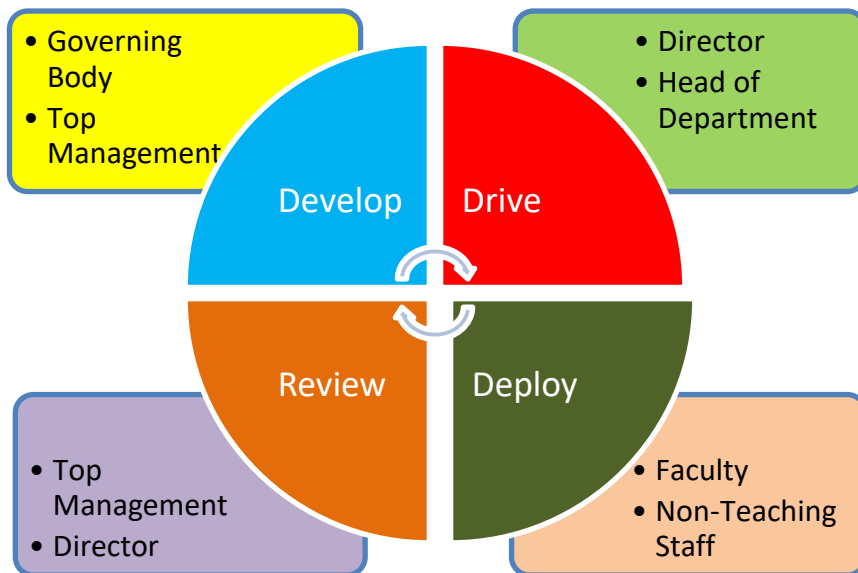 • Governing
Body
• Top
Management
• Director
• Head of
Department
Develop
Drive
Review
Deploy
• Top
Management
• Director
• Faculty
• Non-Teaching
Staff